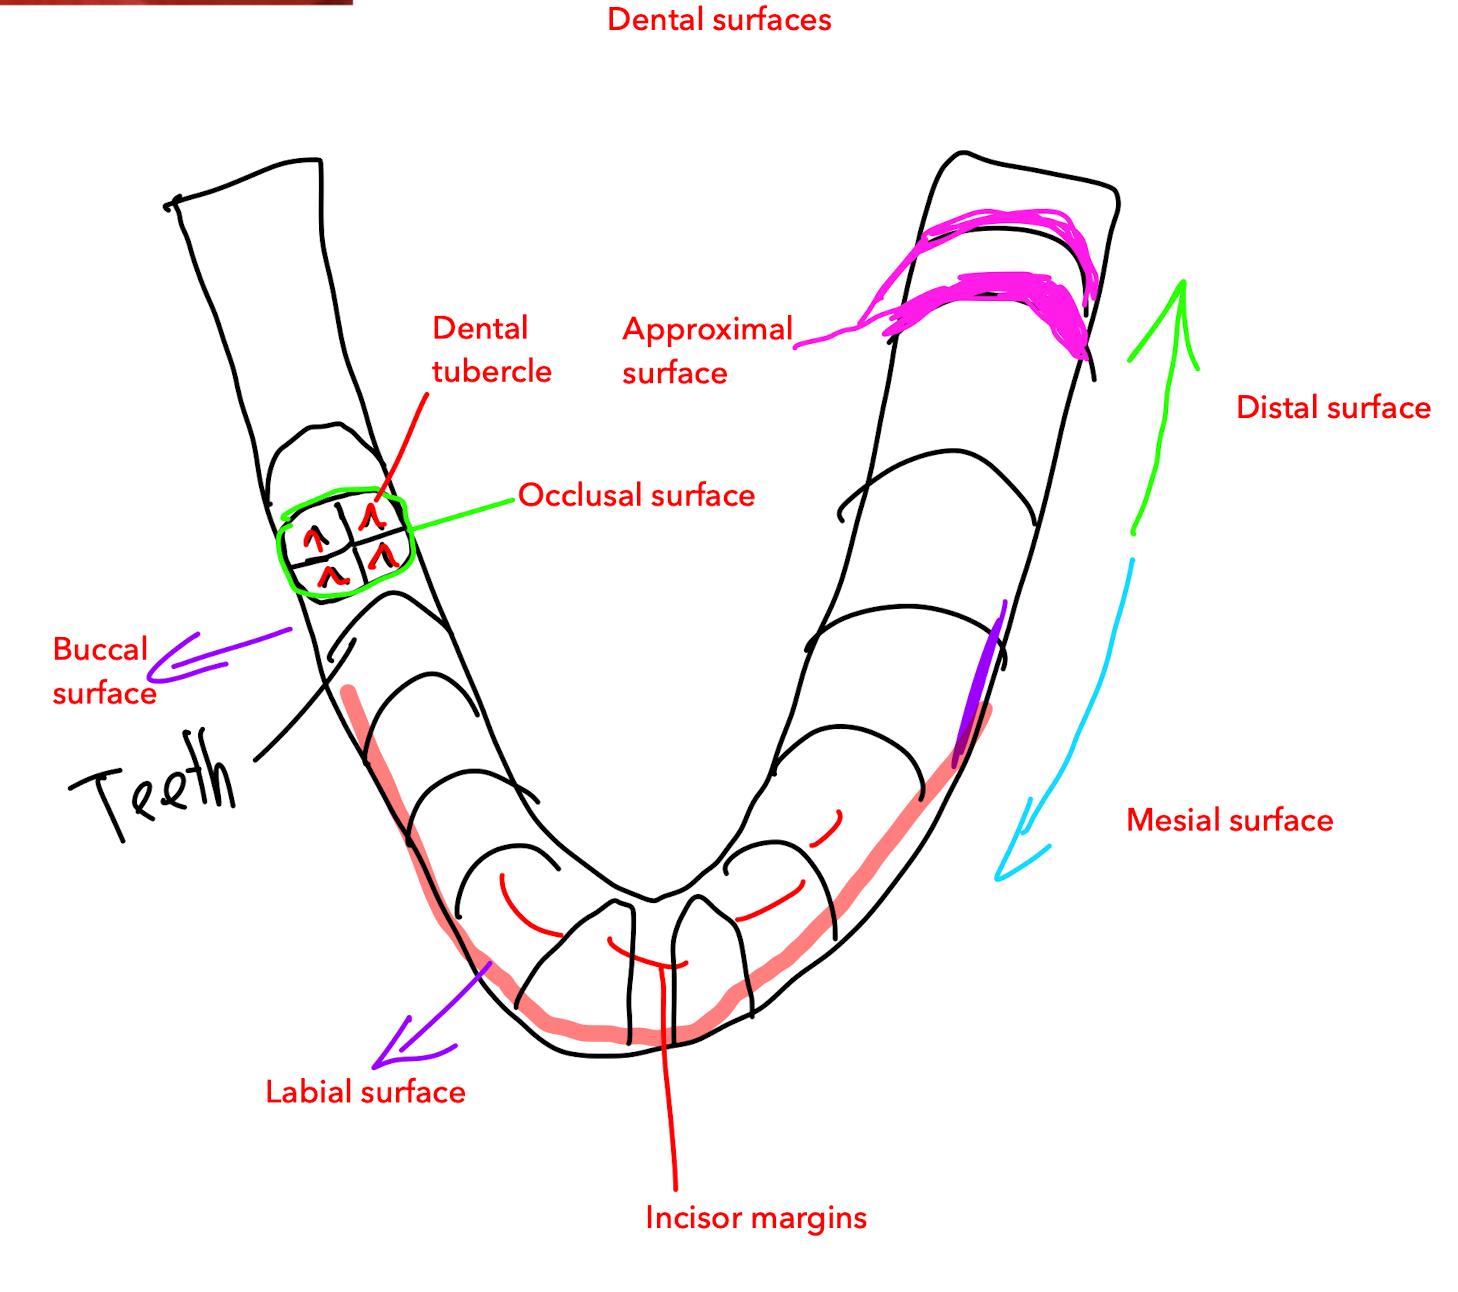 Dental surfaces
Dental
tubercle
Approximal
surface
Distal surface
Occlusal surface
Buccal
surface
Teeth
Mesial surface
Labial surface
Incisor margins